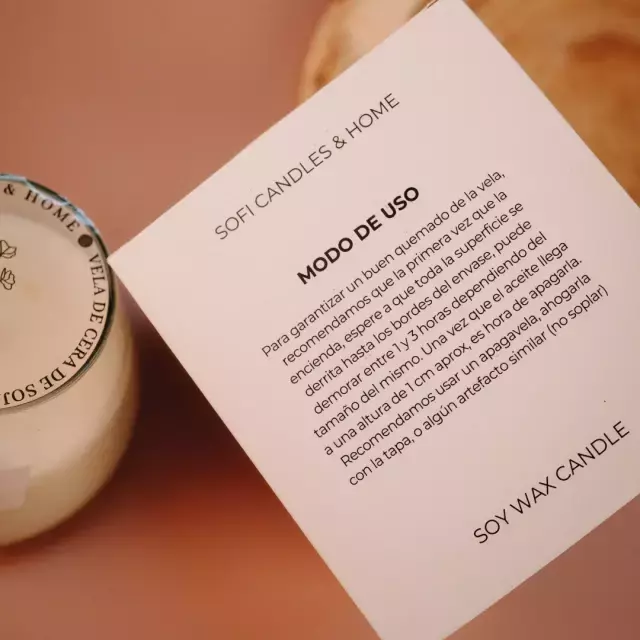 SOFI CANDLES & HOME
MODO DE USO
Para garantizar un buen quemado de la vela,
recomendamos que la primera vez que la
encienda, espere a que toda la superficie se
derrita hasta los bordes del envase, puede
demorar entre 1 y 3 horas dependiendo del
tamaño del mismo. Una vez que el aceite llega
a una altura de 1 cm aprox, es hora de apagarla.
Recomendamos usar un apagavela, ahogarla
con la tapa, o algún artefacto similar (no soplar)
SOY WAX CANDLE
& HOME • VELA DE CERA DE SOJ